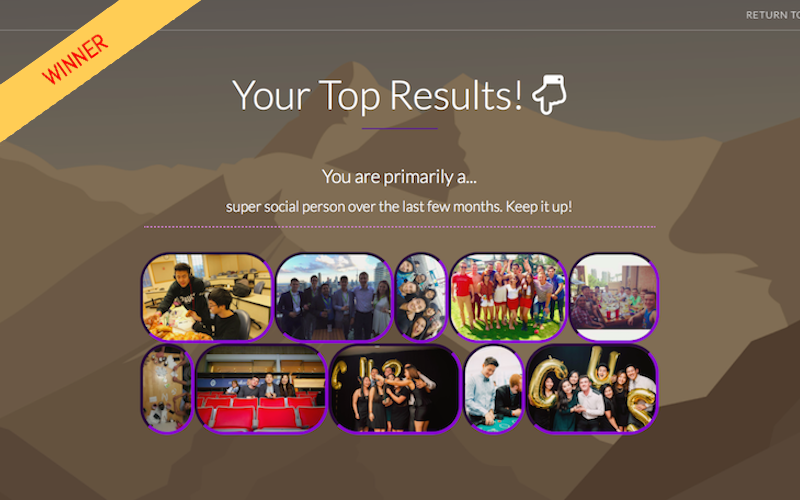 WINNER
RETURN TO
Your Top Results!
You are primarily a...
super social person over the last few months. Keep it up!
C U S
C U S